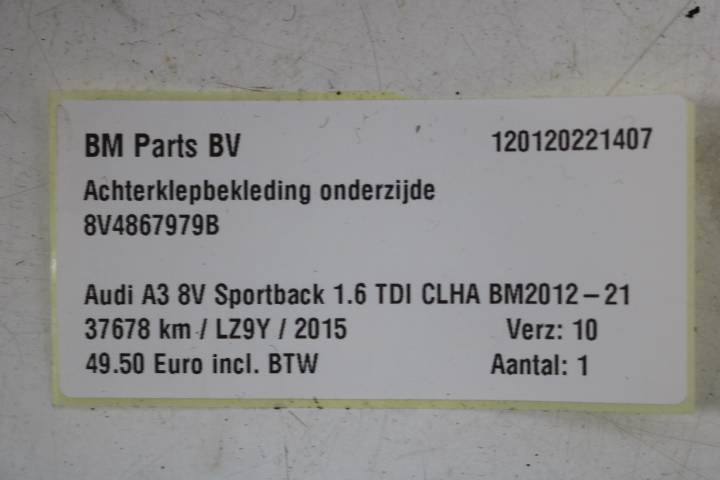 BM Parts BV 120120221407
Achterklepbekleding onderzijde
8V4867979B
Audi A3 8V Sportback 1.6 TDI CLHA BM2012-21
37678 km / LZ9Y / 2015 Verz: 10
49.50 Euro incl. BTW Aantal: 1